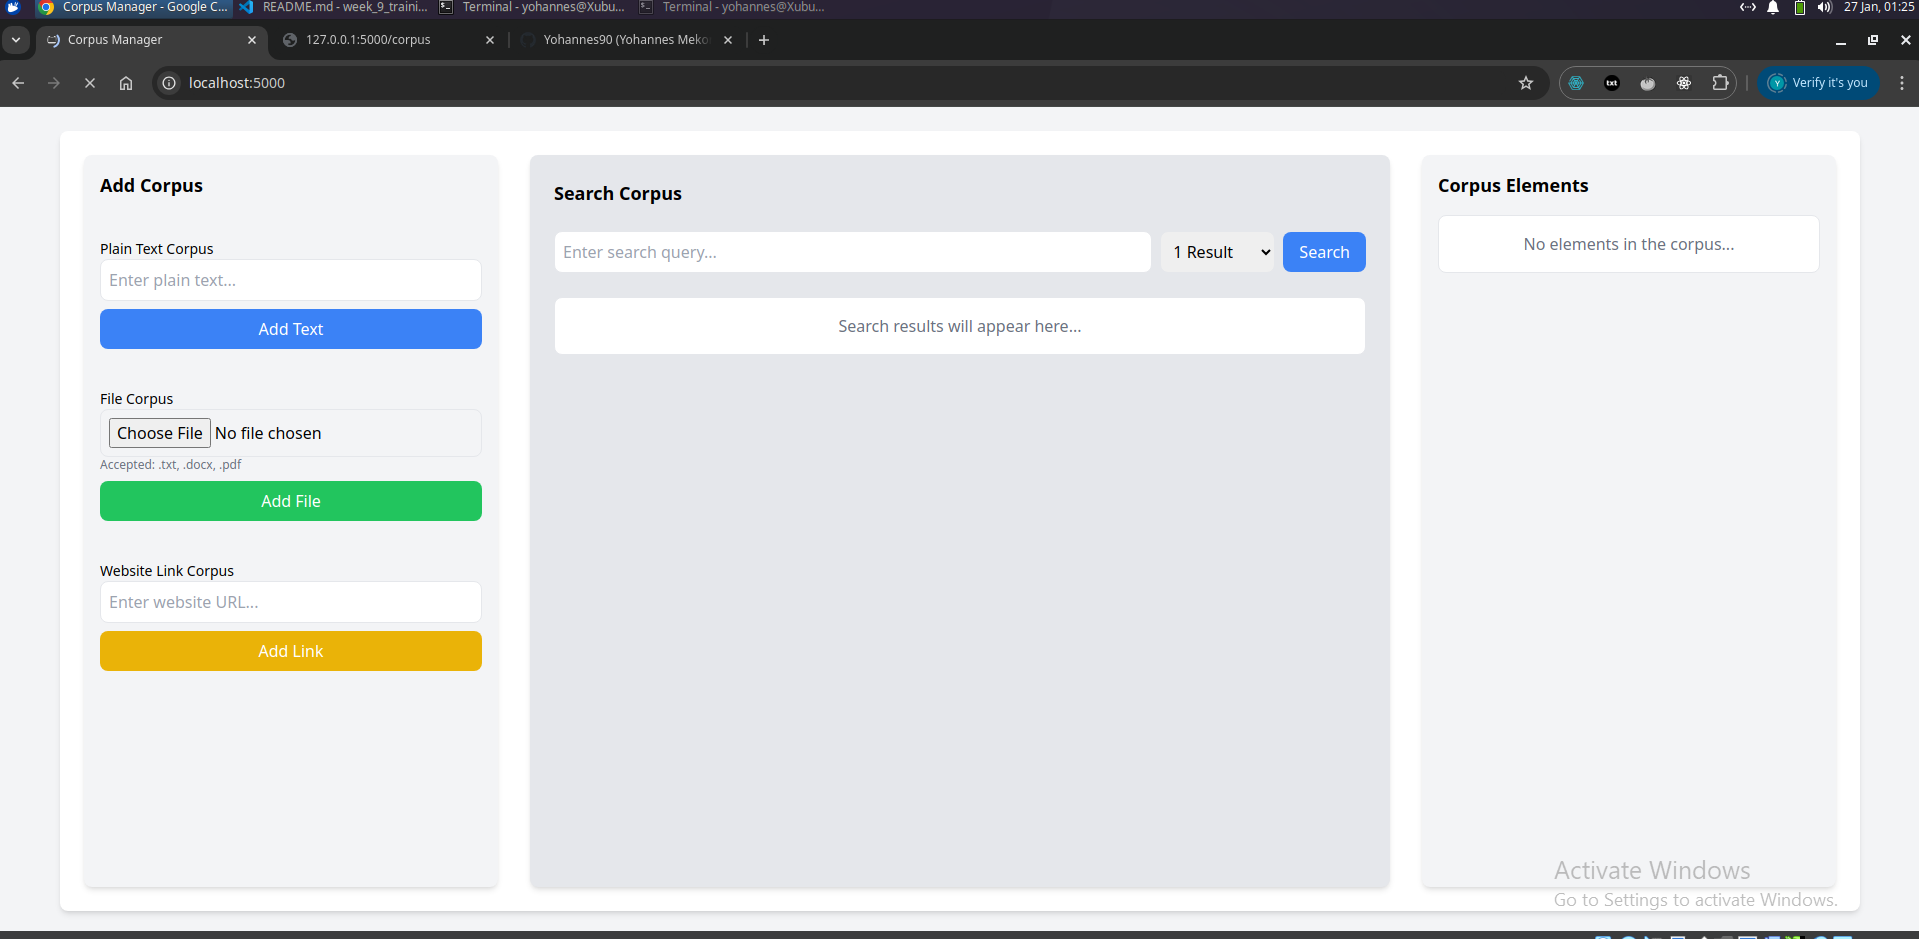 Corpus Manager - Google C...
README.md - week_9_traini...
Terminal - yohannes@Xubu...
Terminal - yohannes@Xubu...
27 Jan, 01:25
Corpus Manager
127.0.0.1:5000/corpus
Yohannes90 (Yohannes Meko
localhost:5000
txt
Y
Verify it's you
Add Corpus
Plain Text Corpus
Enter plain text...
Add Text
File Corpus
Choose File No file chosen
Accepted: .txt, .docx, .pdf
Add File
Website Link Corpus
Enter website URL...
Add Link
Search Corpus
Enter search query...
1 Result
Search
Search results will appear here...
Corpus Elements
No elements in the corpus...
Activate Windows
Go to Settings to activate Windows.